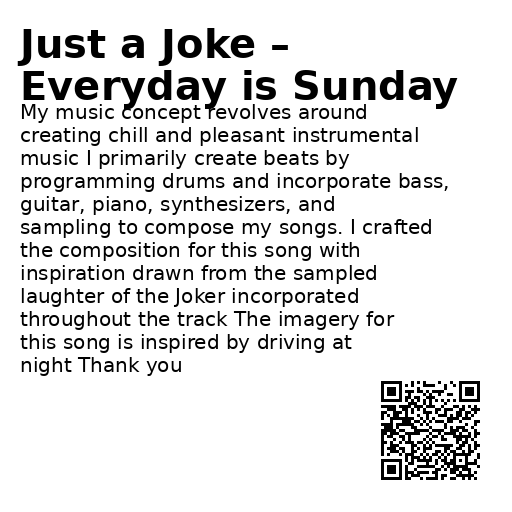 Just a Joke –
Everyday is Sunday
My music concept revolves around
creating chill and pleasant instrumental
music I primarily create beats by
programming drums and incorporate bass,
guitar, piano, synthesizers, and
sampling to compose my songs. I crafted
the composition for this song with
inspiration drawn from the sampled
laughter of the Joker incorporated
throughout the track The imagery for
this song is inspired by driving at
night Thank you